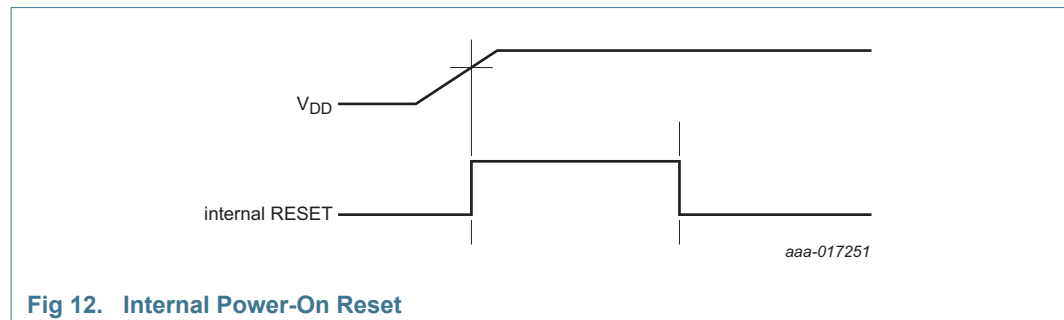 V_DD
internal RESET
aaa-017251
Fig 12. Internal Power-On Reset